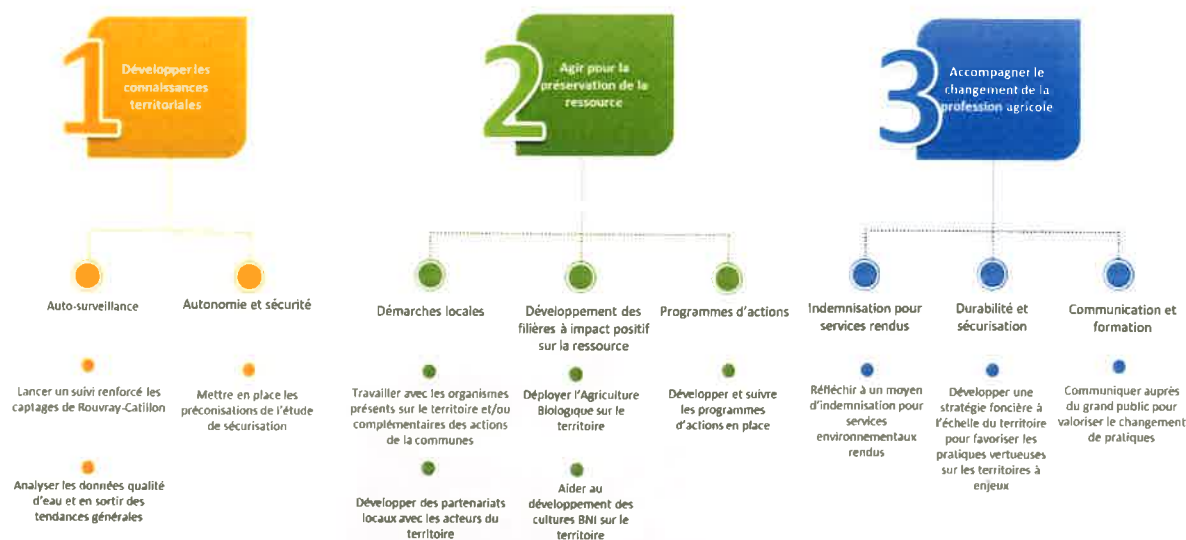 1
Développer les
connaissances
territoriales
2
Agir pour la
préservation de la
ressource
3
Accompagner le
changement de la
profession agricole
Auto-surveillance
Autonomie et sécurité
Démarches locales
Développement des
filières à impact positif
sur la ressource
Programmes d'actions
Indemnisation pour
services rendus
Durabilité et
sécurisation
Communication et
formation
Lancer un suivi renforcé les
captages de Rouvray-Catillon
Mettre en place les
préconisations de l'étude
de sécurisation
Travailler avec les organismes
présents sur le territoire et/ou
complémentaires des actions
de la communes
Déployer l'Agriculture
Biologique sur le
territoire
Développer et suivre
les programmes
d'actions en place
Réfléchir à un moyen
d'indemnisation pour
services
environnementaux
rendus
Développer une
stratégie foncière à
l'échelle du territoire
pour favoriser les
pratiques vertueuses
sur les territoires à
enjeux
Communiquer auprès
du grand public pour
valoriser le changement
de pratiques
Analyser les données qualité
d'eau et en sortir des
tendances générales
Développer des partenariats
locaux avec les acteurs du
territoire
Aider au
développement des
cultures BNI sur le
territoire